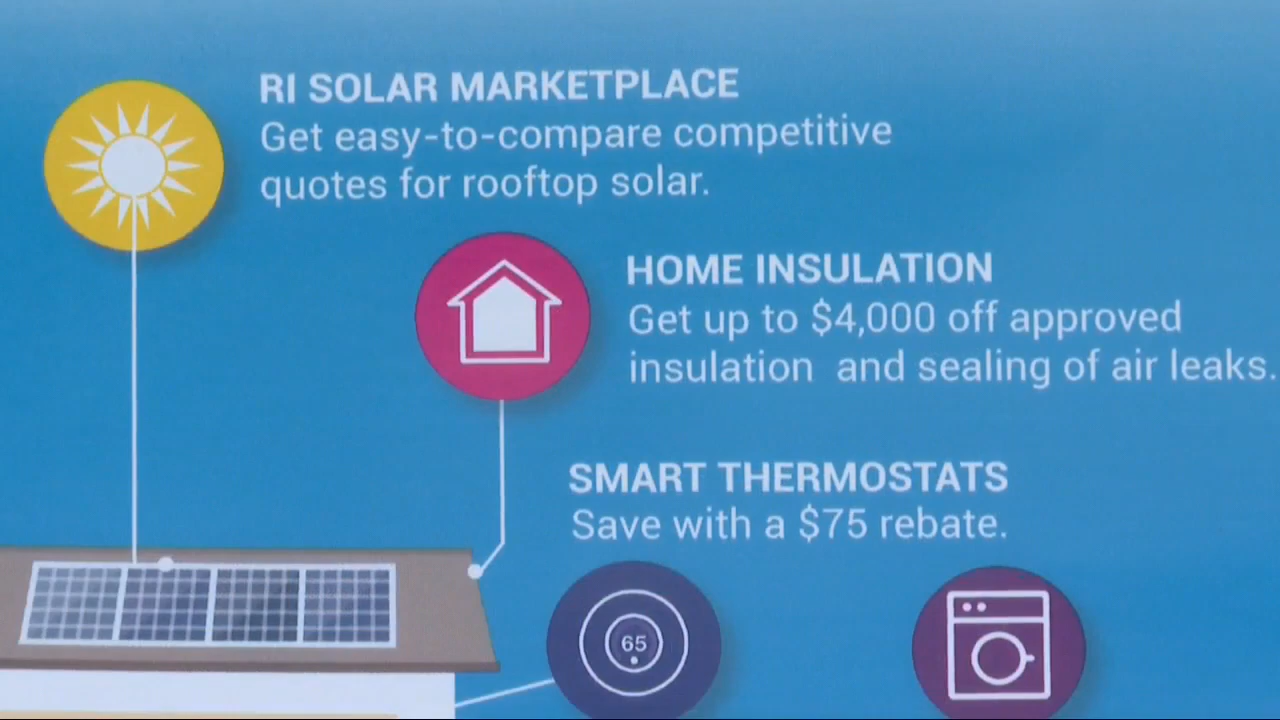 RI SOLAR MARKETPLACE
Get easy-to-compare competitive
quotes for rooftop solar.
HOME INSULATION
Get up to $4,000 off approved
insulation and sealing of air leaks.
SMART THERMOSTATS
Save with a $75 rebate.
65